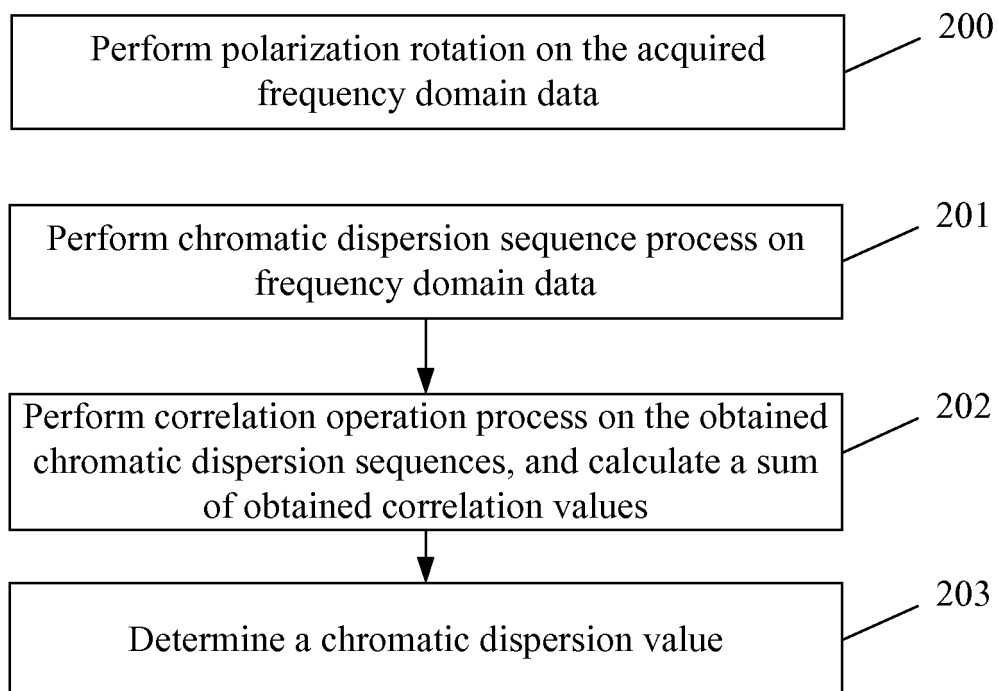 Perform polarization rotation on the acquired
frequency domain data
200
Perform chromatic dispersion sequence process on
frequency domain data
201
Perform correlation operation process on the obtained
chromatic dispersion sequences, and calculate a sum
of obtained correlation values
202
Determine a chromatic dispersion value
203